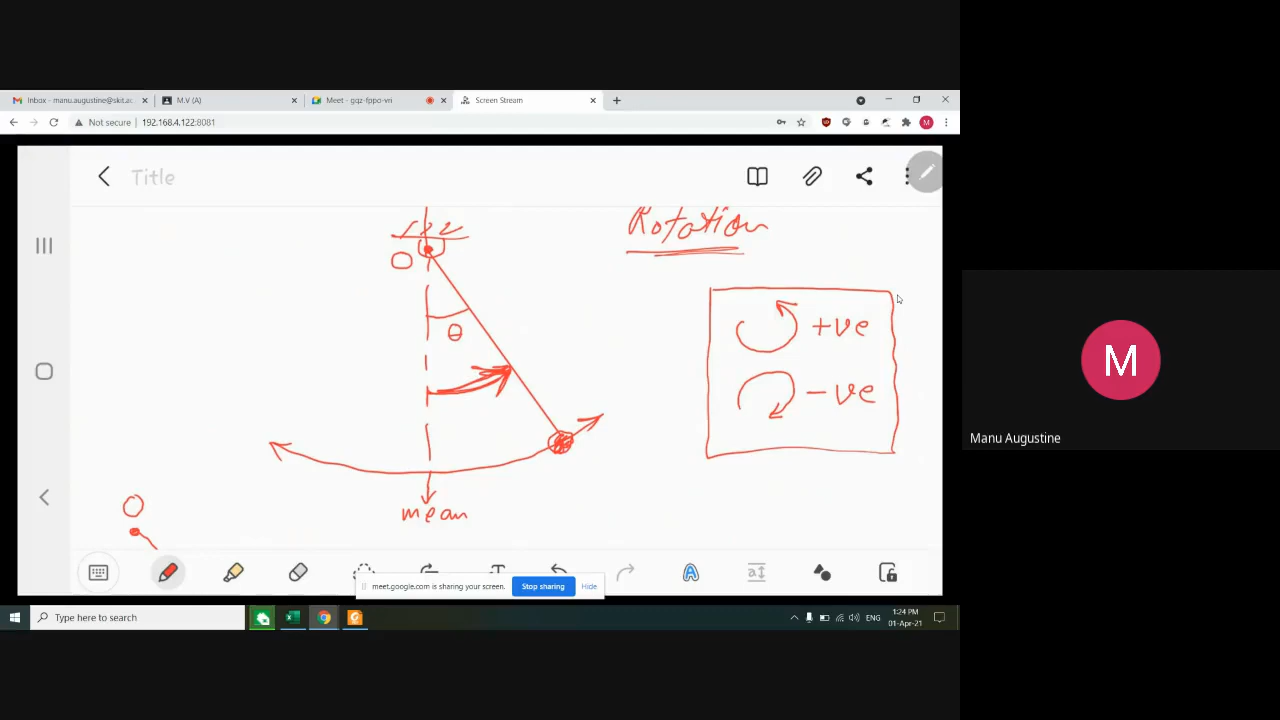 Inbox - manu.augustine@skit.ac
M.V (A)
Meet - gqz-fppo-vri
Screen Stream
Not secure
192.168.4.122:8081
Title
Rotation
O
θ
+ve
-ve
mean
O
meet.google.com is sharing your screen.
Stop sharing
Hide
Type here to search
ENG
1:24 PM
01-Apr-21
M
Manu Augustine